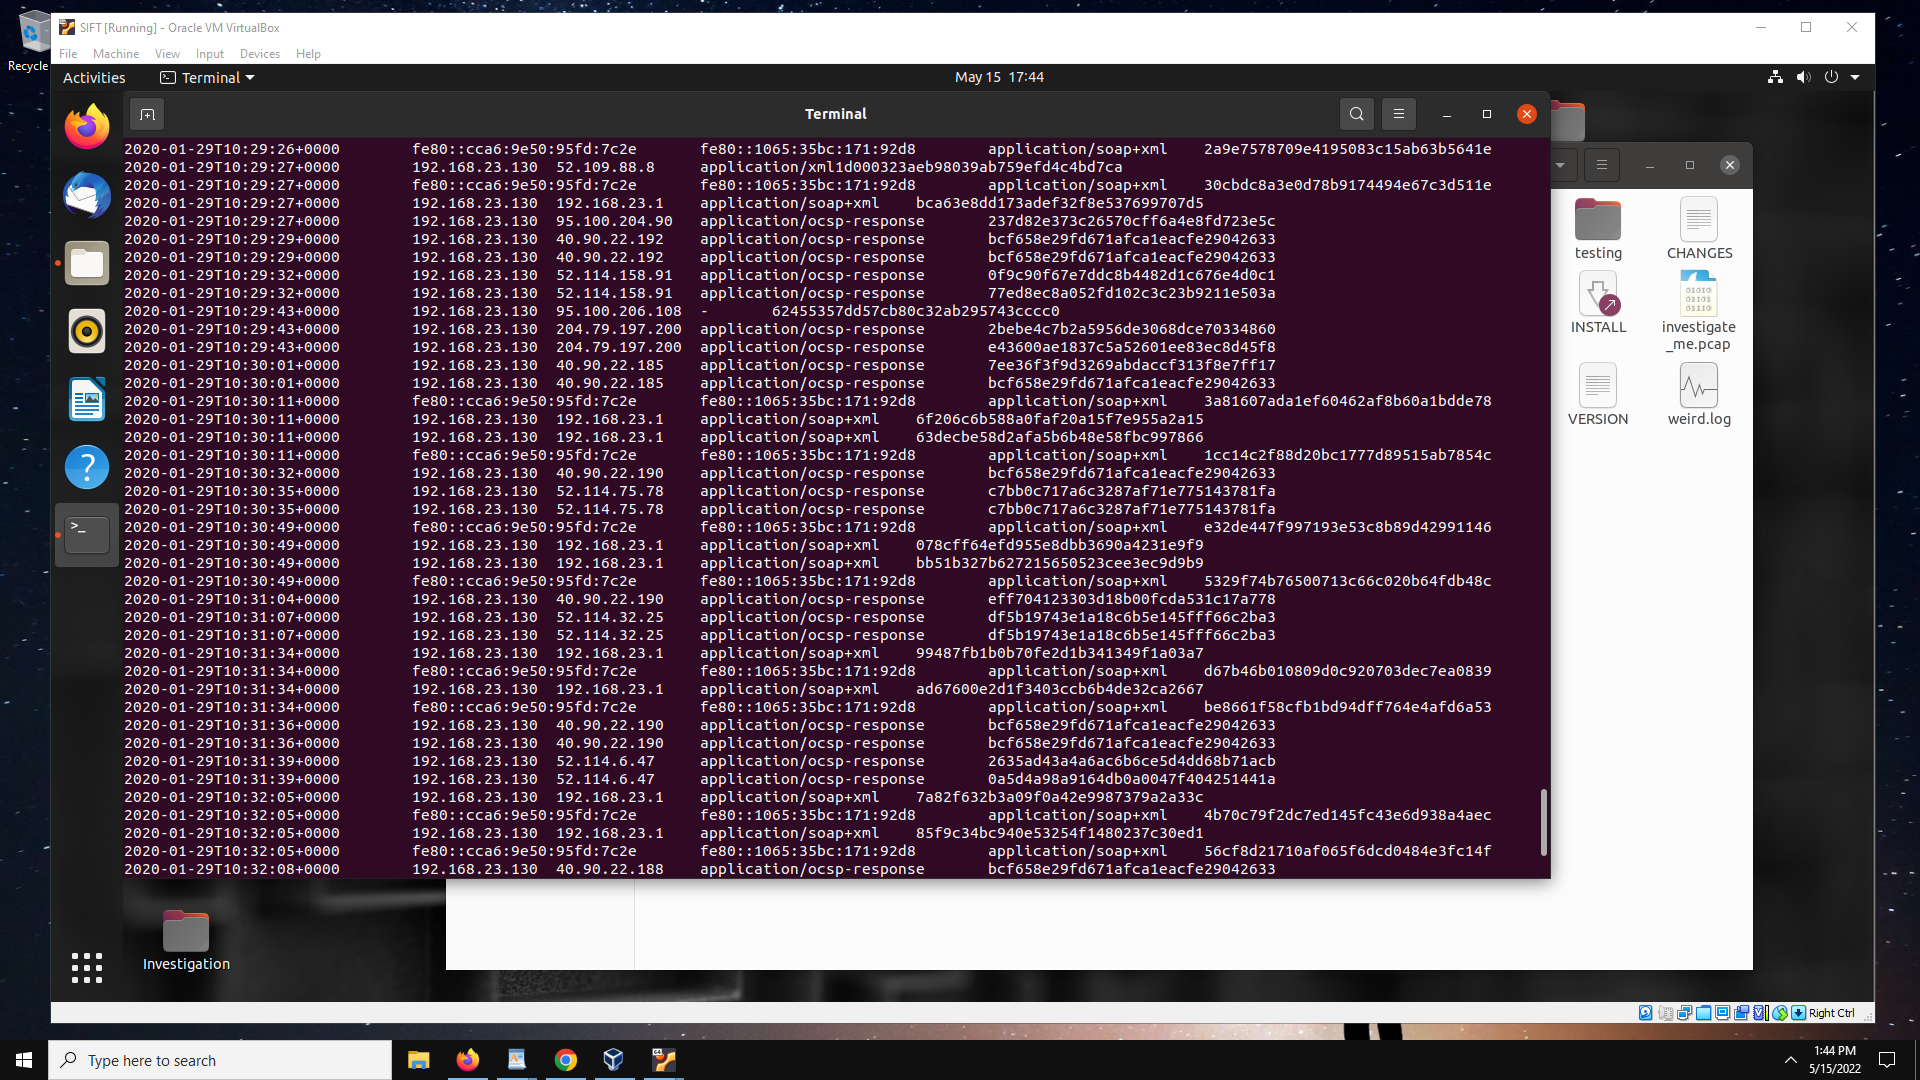 Recycle
SIFT [Running] - Oracle VM VirtualBox
File Machine View Input Devices Help
Activities Terminal May 15 17:44
Terminal
2020-01-29T10:29:26+0000 fe80::cca6:9e50:95fd:7c2e fe80::1065:35bc:171:92d8 application/soap+xml 2a9e7578709e4195083c15ab63b5641e
2020-01-29T10:29:27+0000 192.168.23.130 52.109.88.8 application/xml1d000323aeb98039ab759efd4c4bd7ca
2020-01-29T10:29:27+0000 fe80::cca6:9e50:95fd:7c2e fe80::1065:35bc:171:92d8 application/soap+xml 30cbdc8a3e0d78b9174494e67c3d511e
2020-01-29T10:29:27+0000 192.168.23.130 192.168.23.1 application/soap+xml bca63e8dd173adef32f8e537699707d5
2020-01-29T10:29:27+0000 192.168.23.130 95.100.204.90 application/ocsp-response 237d82e373c26570cff6a4e8fd723e5c
2020-01-29T10:29:29+0000 192.168.23.130 40.90.22.192 application/ocsp-response bcf658e29fd671afca1eacfe29042633
2020-01-29T10:29:29+0000 192.168.23.130 40.90.22.192 application/ocsp-response bcf658e29fd671afca1eacfe29042633
2020-01-29T10:29:32+0000 192.168.23.130 52.114.158.91 application/ocsp-response 0f9c90f67e7ddc8b4482d1c676e4d0c1
2020-01-29T10:29:32+0000 192.168.23.130 52.114.158.91 application/ocsp-response 77ed8ec8a052fd102c3c23b9211e503a
2020-01-29T10:29:43+0000 192.168.23.130 95.100.206.108 - 62455357dd57cb80c32ab295743cccc0
2020-01-29T10:29:43+0000 192.168.23.130 204.79.197.200 application/ocsp-response 2bebe4c7b2a5956de3068dce70334860
2020-01-29T10:29:43+0000 192.168.23.130 204.79.197.200 application/ocsp-response e43600ae1837c5a52601ee83ec8d45f8
2020-01-29T10:30:01+0000 192.168.23.130 40.90.22.185 application/ocsp-response 7ee36f3f9d3269abdaccf313f8e7ff17
2020-01-29T10:30:01+0000 192.168.23.130 40.90.22.185 application/ocsp-response bcf658e29fd671afca1eacfe29042633
2020-01-29T10:30:11+0000 fe80::cca6:9e50:95fd:7c2e fe80::1065:35bc:171:92d8 application/soap+xml 3a81607ada1ef60462af8b60a1bdde78
2020-01-29T10:30:11+0000 192.168.23.130 192.168.23.1 application/soap+xml 6f206c6b588a0faf20a15f7e955a2a15
2020-01-29T10:30:11+0000 192.168.23.130 192.168.23.1 application/soap+xml 63decbe58d2afa5b6b48e58fbc997866
2020-01-29T10:30:11+0000 fe80::cca6:9e50:95fd:7c2e fe80::1065:35bc:171:92d8 application/soap+xml 1cc14c2f88d20bc1777d89515ab7854c
2020-01-29T10:30:32+0000 192.168.23.130 40.90.22.190 application/ocsp-response bcf658e29fd671afca1eacfe29042633
2020-01-29T10:30:35+0000 192.168.23.130 52.114.75.78 application/ocsp-response c7bb0c717a6c3287af71e775143781fa
2020-01-29T10:30:35+0000 192.168.23.130 52.114.75.78 application/ocsp-response c7bb0c717a6c3287af71e775143781fa
2020-01-29T10:30:49+0000 fe80::cca6:9e50:95fd:7c2e fe80::1065:35bc:171:92d8 application/soap+xml e32de447f997193e53c8b89d42991146
2020-01-29T10:30:49+0000 192.168.23.130 192.168.23.1 application/soap+xml 078cff64efd955e8dbb3690a4231e9f9
2020-01-29T10:30:49+0000 192.168.23.130 192.168.23.1 application/soap+xml bb51b327b627215650523cee3ec9d9b9
2020-01-29T10:30:49+0000 fe80::cca6:9e50:95fd:7c2e fe80::1065:35bc:171:92d8 application/soap+xml 5329f74b76500713c66c020b64fdb48c
2020-01-29T10:31:04+0000 192.168.23.130 40.90.22.190 application/ocsp-response eff704123303d18b00fcda531c17a778
2020-01-29T10:31:07+0000 192.168.23.130 52.114.32.25 application/ocsp-response df5b19743e1a18c6b5e145fff66c2ba3
2020-01-29T10:31:07+0000 192.168.23.130 52.114.32.25 application/ocsp-response df5b19743e1a18c6b5e145fff66c2ba3
2020-01-29T10:31:34+0000 192.168.23.130 192.168.23.1 application/soap+xml 99487fb1b0b70fe2d1b341349f1a03a7
2020-01-29T10:31:34+0000 fe80::cca6:9e50:95fd:7c2e fe80::1065:35bc:171:92d8 application/soap+xml d67b46b010809d0c920703dec7ea0839
2020-01-29T10:31:34+0000 192.168.23.130 192.168.23.1 application/soap+xml ad67600e2d1f3403ccb6b4de32ca2667
2020-01-29T10:31:34+0000 fe80::cca6:9e50:95fd:7c2e fe80::1065:35bc:171:92d8 application/soap+xml be8661f58cfb1bd94dff764e4afd6a53
2020-01-29T10:31:36+0000 192.168.23.130 40.90.22.190 application/ocsp-response bcf658e29fd671afca1eacfe29042633
2020-01-29T10:31:36+0000 192.168.23.130 40.90.22.190 application/ocsp-response bcf658e29fd671afca1eacfe29042633
2020-01-29T10:31:39+0000 192.168.23.130 52.114.6.47 application/ocsp-response 2635ad43a4a6ac6b6ce5d4dd68b71acb
2020-01-29T10:31:39+0000 192.168.23.130 52.114.6.47 application/ocsp-response 0a5d4a98a9164db0a0047f404251441a
2020-01-29T10:32:05+0000 192.168.23.130 192.168.23.1 application/soap+xml 7a82f632b3a09f0a42e9987379a2a33c
2020-01-29T10:32:05+0000 fe80::cca6:9e50:95fd:7c2e fe80::1065:35bc:171:92d8 application/soap+xml 4b70c79f2dc7ed145fc43e6d938a4aec
2020-01-29T10:32:05+0000 192.168.23.130 192.168.23.1 application/soap+xml 85f9c34bc940e53254f1480237c30ed1
2020-01-29T10:32:05+0000 fe80::cca6:9e50:95fd:7c2e fe80::1065:35bc:171:92d8 application/soap+xml 56cf8d21710af065f6dcd0484e3fc14f
2020-01-29T10:32:08+0000 192.168.23.130 40.90.22.188 application/ocsp-response bcf658e29fd671afca1eacfe29042633
testing CHANGES
INSTALL investigate
_me.pcap
VERSION weird.log
Investigation
Right Ctrl
Type here to search
1:44 PM
5/15/2022